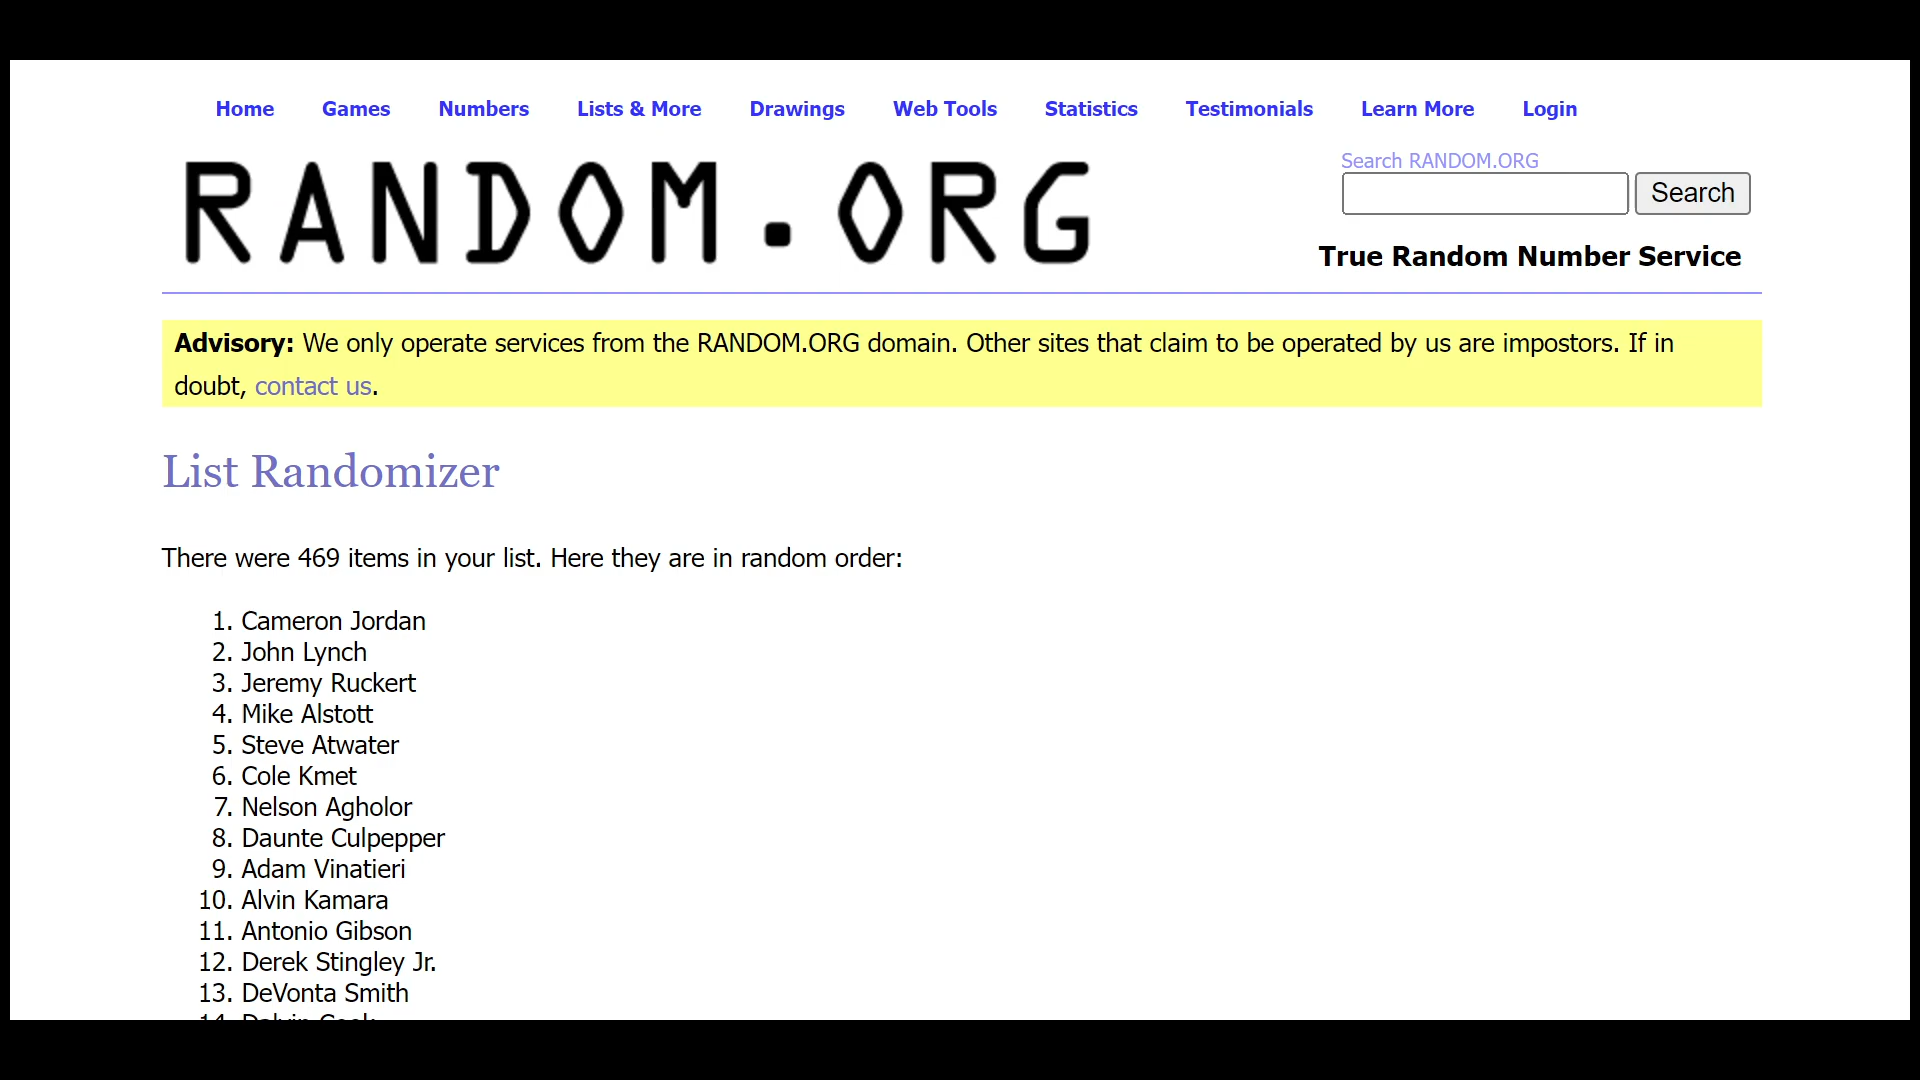 Home Games Numbers Lists & More Drawings Web Tools Statistics Testimonials Learn More Login
RANDOM.ORG
Search RANDOM.ORG
Search
True Random Number Service
Advisory: We only operate services from the RANDOM.ORG domain. Other sites that claim to be operated by us are impostors. If in
doubt, contact us.
List Randomizer
There were 469 items in your list. Here they are in random order:
1. Cameron Jordan
2. John Lynch
3. Jeremy Ruckert
4. Mike Alstott
5. Steve Atwater
6. Cole Kmet
7. Nelson Agholor
8. Daunte Culpepper
9. Adam Vinatieri
10. Alvin Kamara
11. Antonio Gibson
12. Derek Stingley Jr.
13. DeVonta Smith